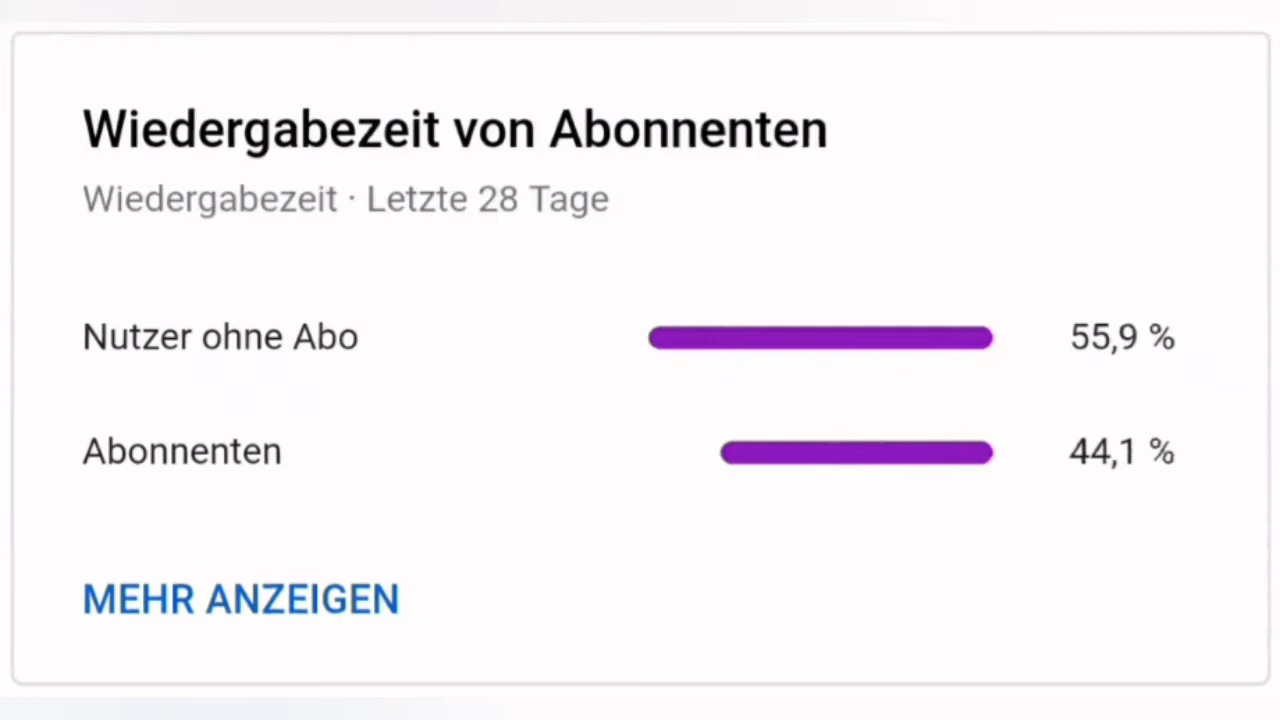 Wiedergabezeit von Abonnenten
Wiedergabezeit · Letzte 28 Tage
Nutzer ohne Abo 55,9 %
Abonnenten 44,1 %
MEHR ANZEIGEN